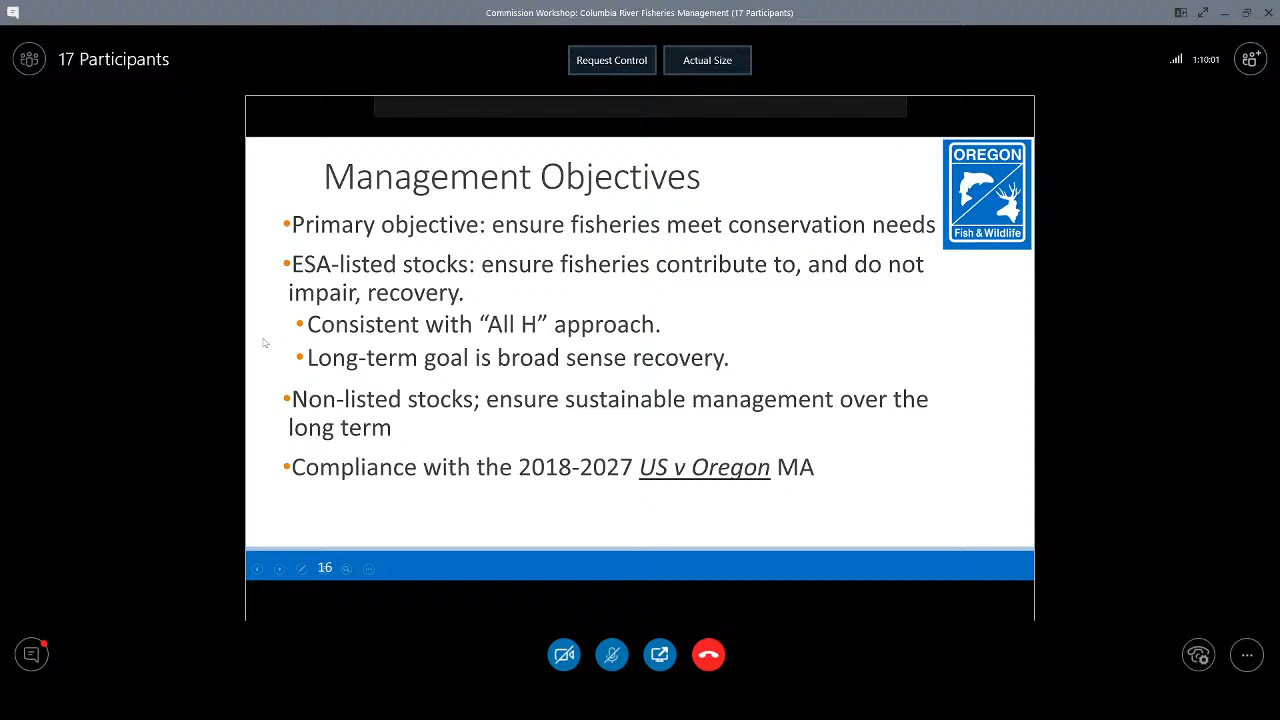 Commission Workshop: Columbia River Fisheries Management (17 Participants)
17 Participants
Request Control
Actual Size
1:10:01
Management Objectives
OREGON
Fish & Wildlife
•Primary objective: ensure fisheries meet conservation needs
•ESA-listed stocks: ensure fisheries contribute to, and do not
impair, recovery.
•Consistent with “All H” approach.
•Long-term goal is broad sense recovery.
•Non-listed stocks; ensure sustainable management over the
long term
•Compliance with the 2018-2027 US v Oregon MA
16